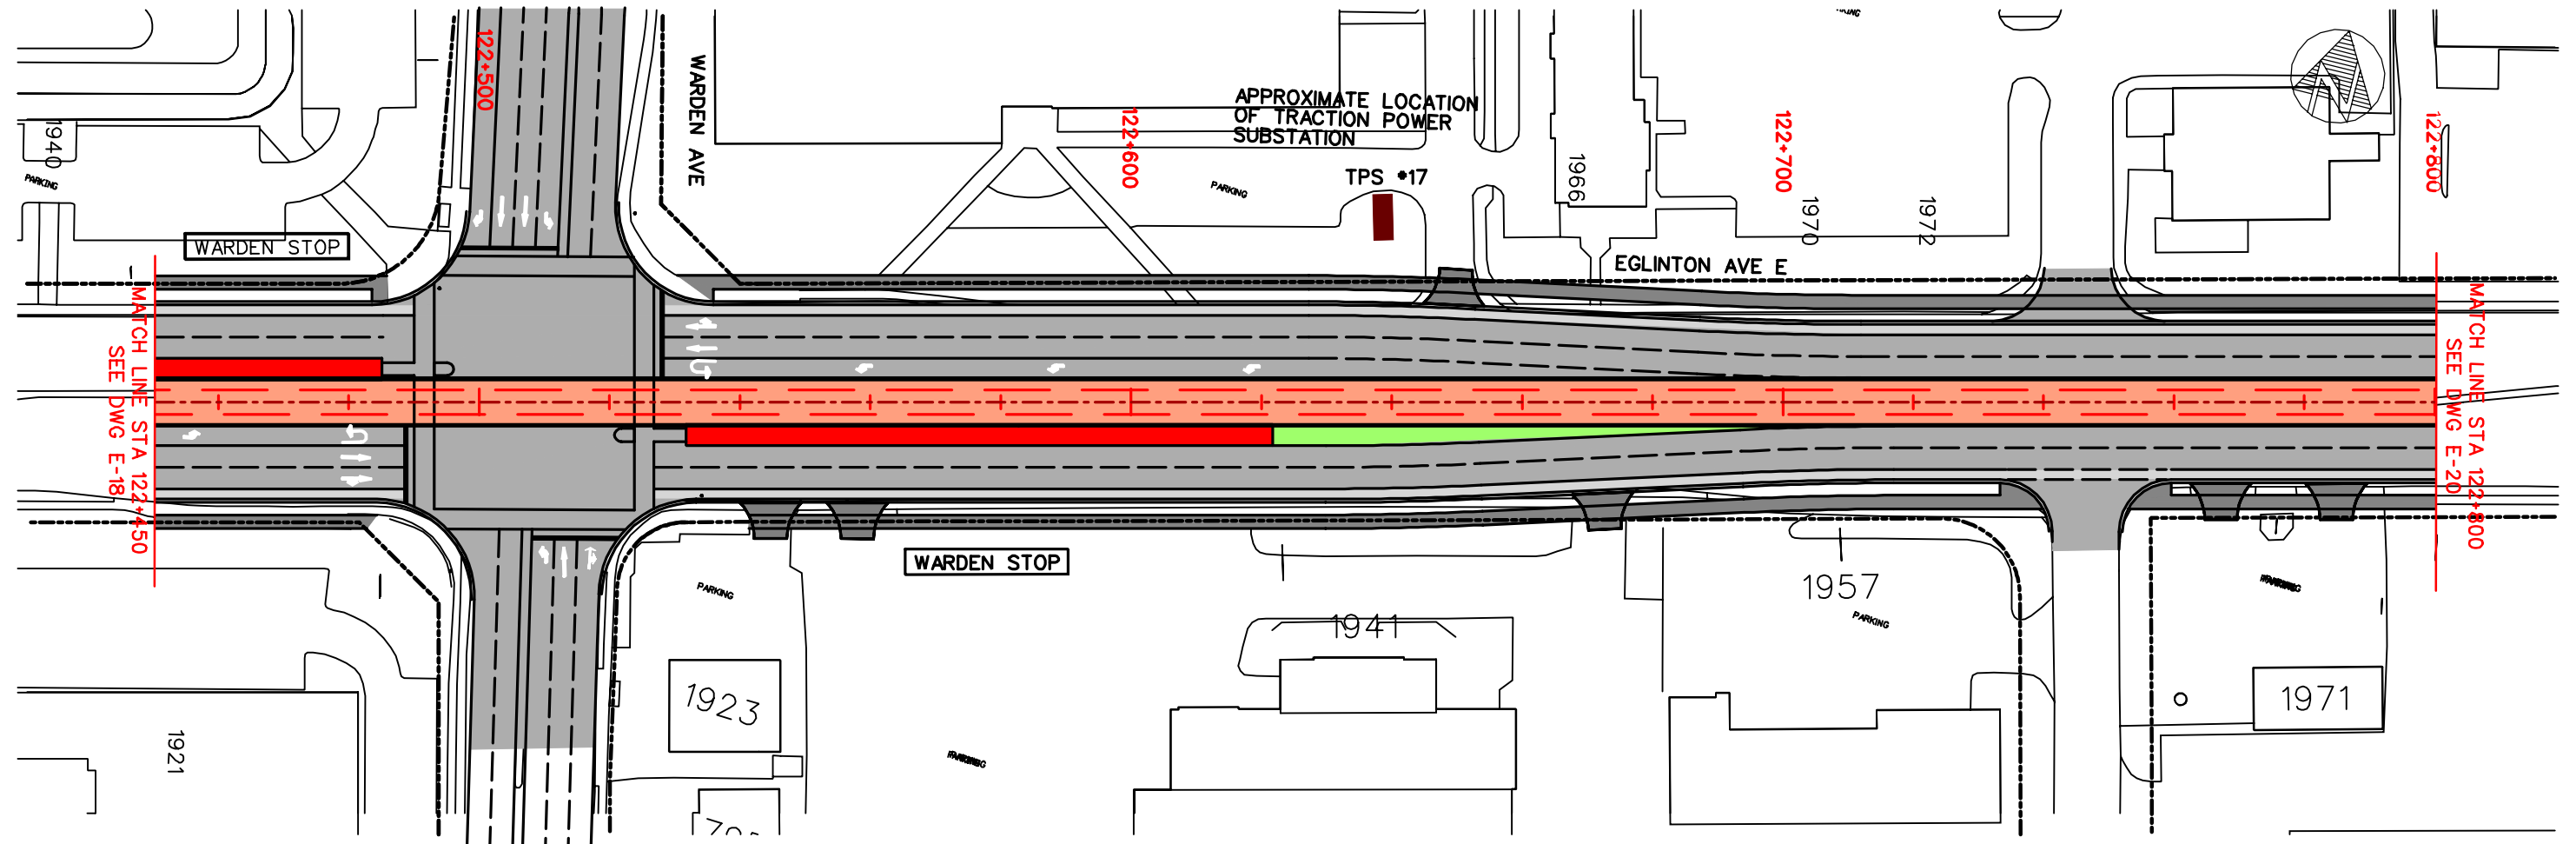 122+500
WARDEN AVE
1940
PARKING
WARDEN STOP
122+600
APPROXIMATE LOCATION
OF TRACTION POWER
SUBSTATION
PARKING
TPS #17
1966
122+700
1970
1972
122+800
EGLINTON AVE E
MATCH LINE STA 122+450
SEE DWG E-18
MATCH LINE STA 122+800
SEE DWG E-20
WARDEN STOP
PARKING
1923
1921
1941
1957
PARKING
1971